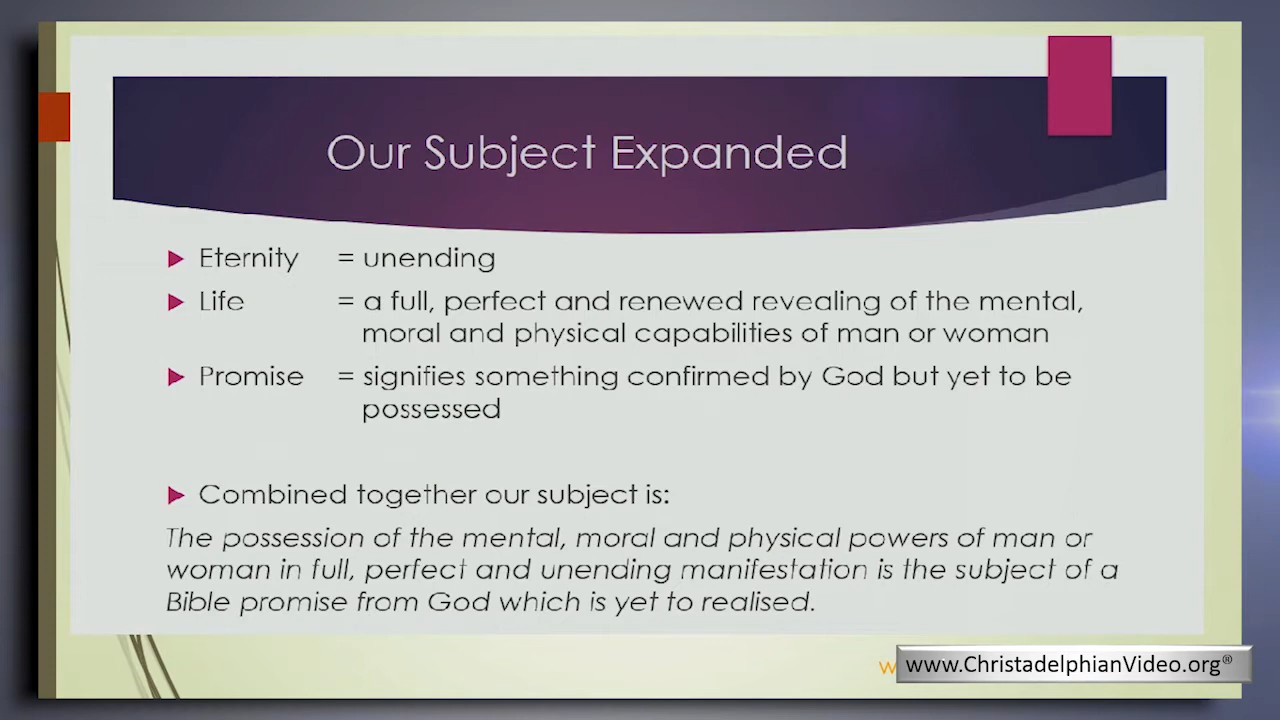 Our Subject Expanded
Eternity = unending
Life = a full, perfect and renewed revealing of the mental,
moral and physical capabilities of man or woman
Promise = signifies something confirmed by God but yet to be
possessed
Combined together our subject is:
The possession of the mental, moral and physical powers of man or
woman in full, perfect and unending manifestation is the subject of a
Bible promise from God which is yet to realised.
www.ChristadelphianVideo.org®